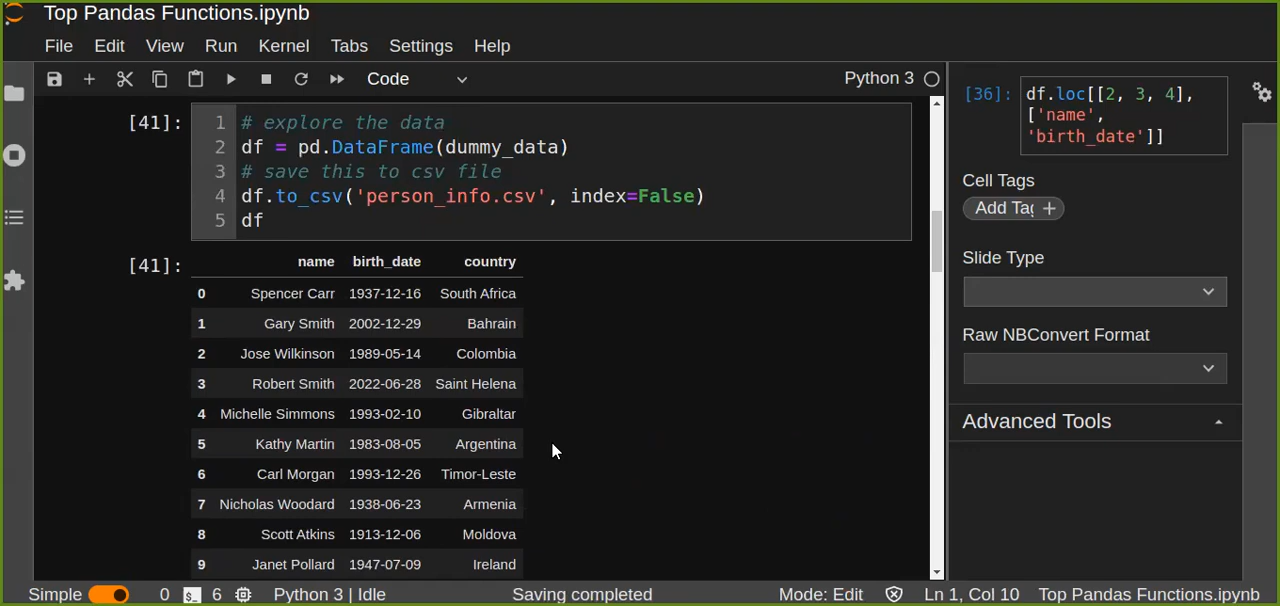 Top Pandas Functions.ipynb
File Edit View Run Kernel Tabs Settings Help
Code
Python 3
[41]:
1 # explore the data
2 df = pd.DataFrame(dummy_data)
3 # save this to csv file
4 df.to_csv('person_info.csv', index=False)
5 df
[41]:
name birth_date country
0 Spencer Carr 1937-12-16 South Africa
1 Gary Smith 2002-12-29 Bahrain
2 Jose Wilkinson 1989-05-14 Colombia
3 Robert Smith 2022-06-28 Saint Helena
4 Michelle Simmons 1993-02-10 Gibraltar
5 Kathy Martin 1983-08-05 Argentina
6 Carl Morgan 1993-12-26 Timor-Leste
7 Nicholas Woodard 1938-06-23 Armenia
8 Scott Atkins 1913-12-06 Moldova
9 Janet Pollard 1947-07-09 Ireland
[36]: df.loc[[2, 3, 4],
['name',
'birth_date']]
Cell Tags
Add Tag +
Slide Type
Raw NBConvert Format
Advanced Tools
Simple 0 $_ 6 Python 3 | Idle Saving completed Mode: Edit Ln 1, Col 10 Top Pandas Functions.ipynb